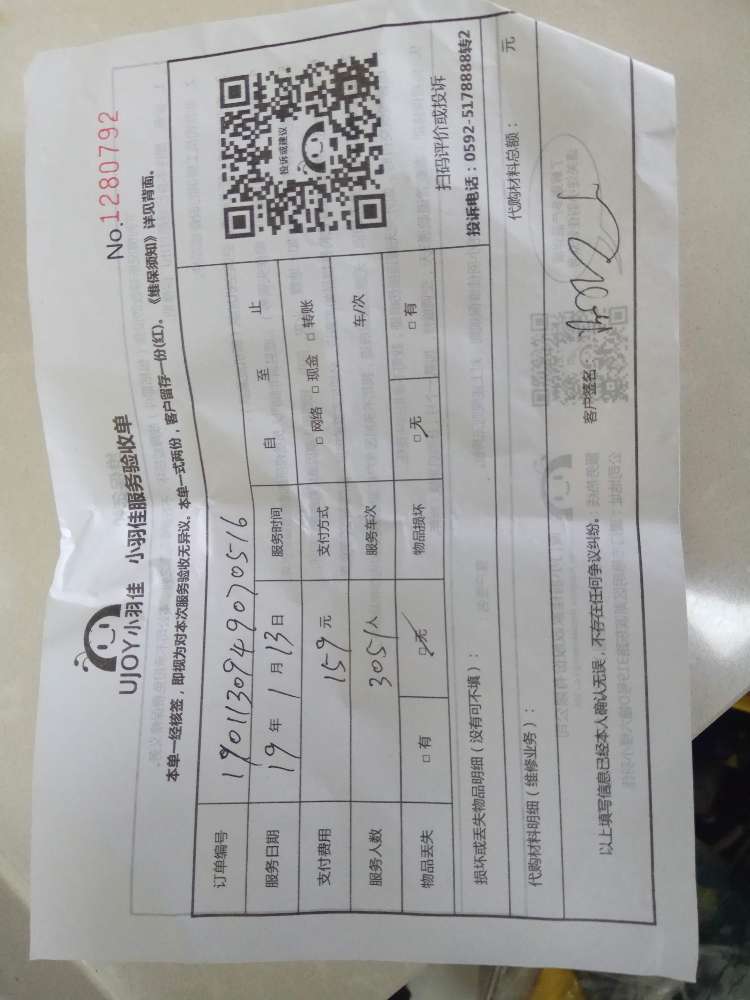 No.1280792
UJOY小羽佳 小羽佳服务验收单
本单一经核签，即视为对本次服务验收无异议。本单一式两份，客户留存一份(红)。《维保须知》详见背面。
订单编号 190113094907 0516
服务日期 19年1月13日 服务时间 自 至 止
支付费用 159元 支付方式 □网络 □现金 □转账
服务人数 3051人 服务车次 车/次
物品丢失 □有 □无 物品损坏 □无 □有
投诉或建议
扫码评价或投诉
投诉电话：0592-5178888转2
损坏或丢失物品明细（没有可不填）：
代购材料明细（维修业务）： 代购材料总额： 元
以上填写信息已经本人确认无误，不存在任何争议纠纷。 客户签名：